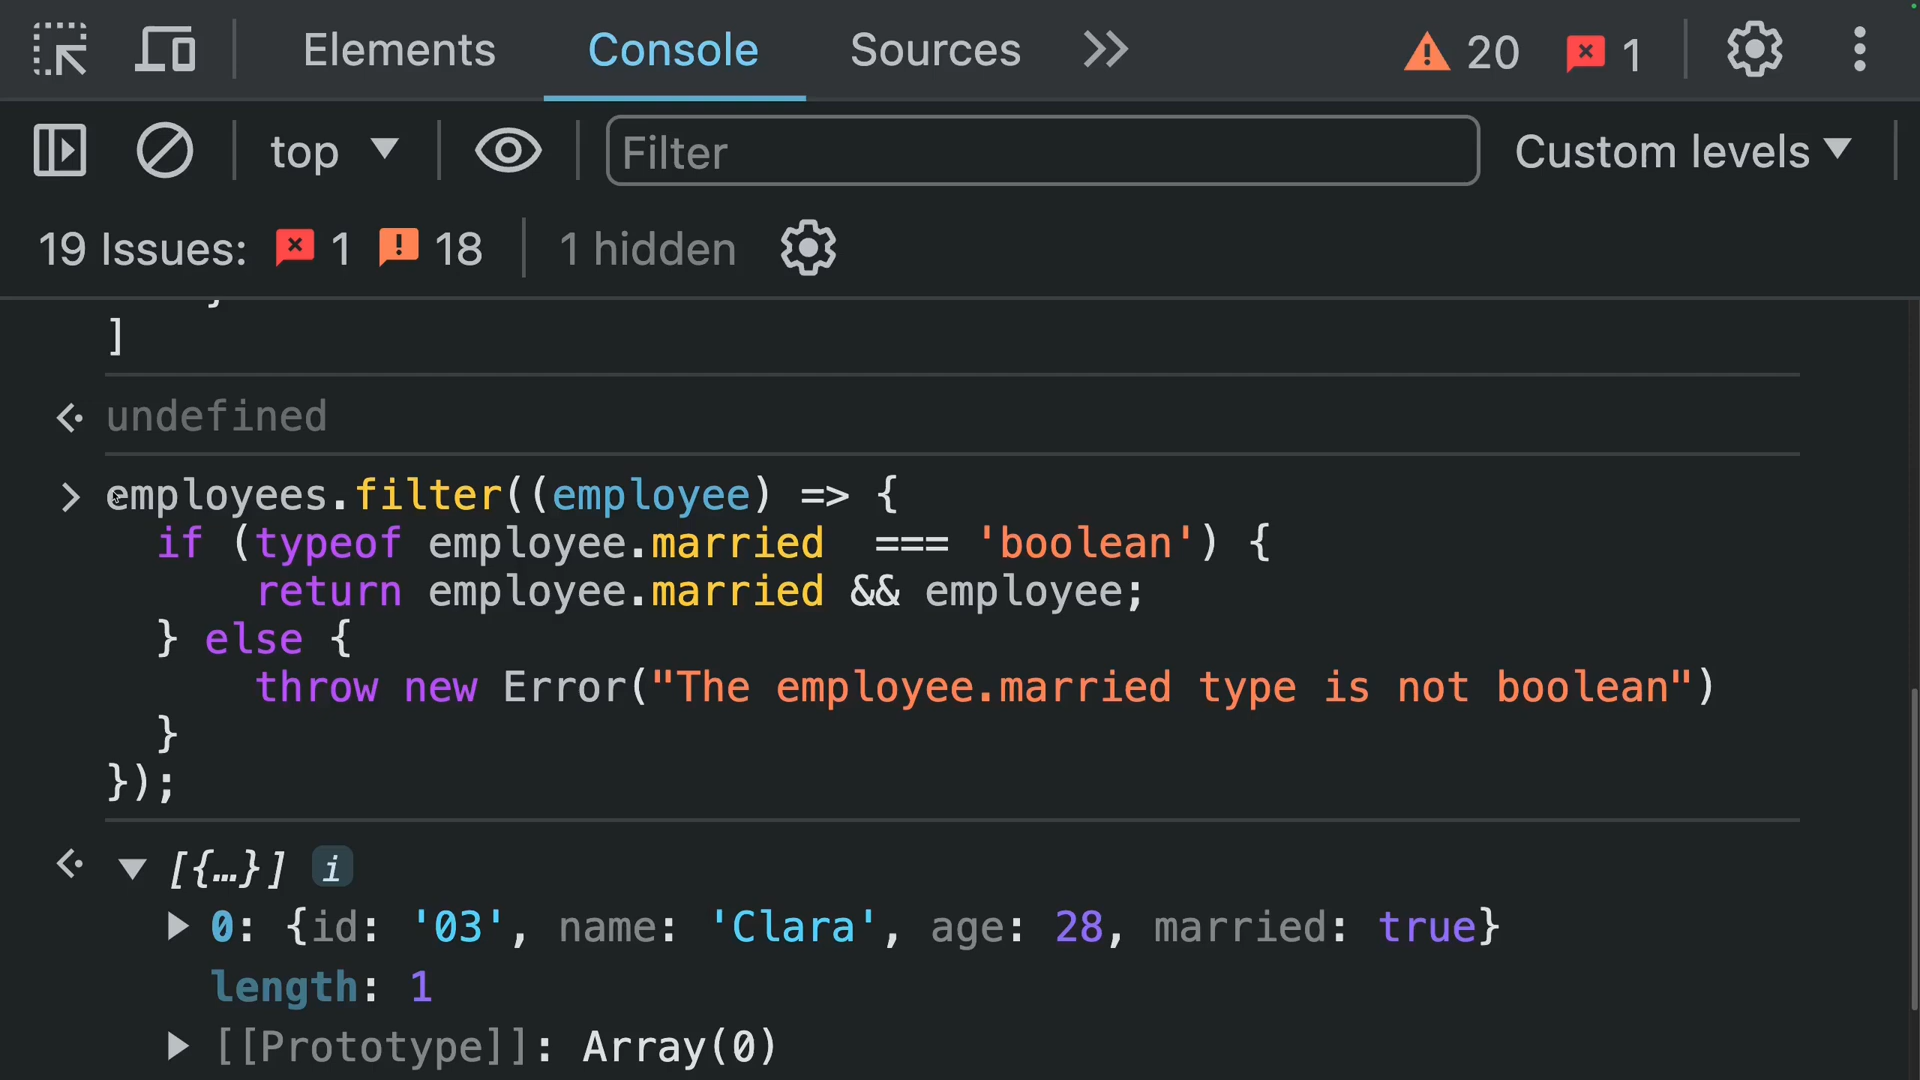 Elements Console Sources 20 1
top Filter Custom levels
19 Issues: 1 18 1 hidden
]
undefined
employees.filter((employee) => {
if (typeof employee.married  === 'boolean') {
return employee.married && employee;
} else {
throw new Error("The employee.married type is not boolean")
}
});
[{…}] i
0: {id: '03', name: 'Clara', age: 28, married: true}
length: 1
[[Prototype]]: Array(0)